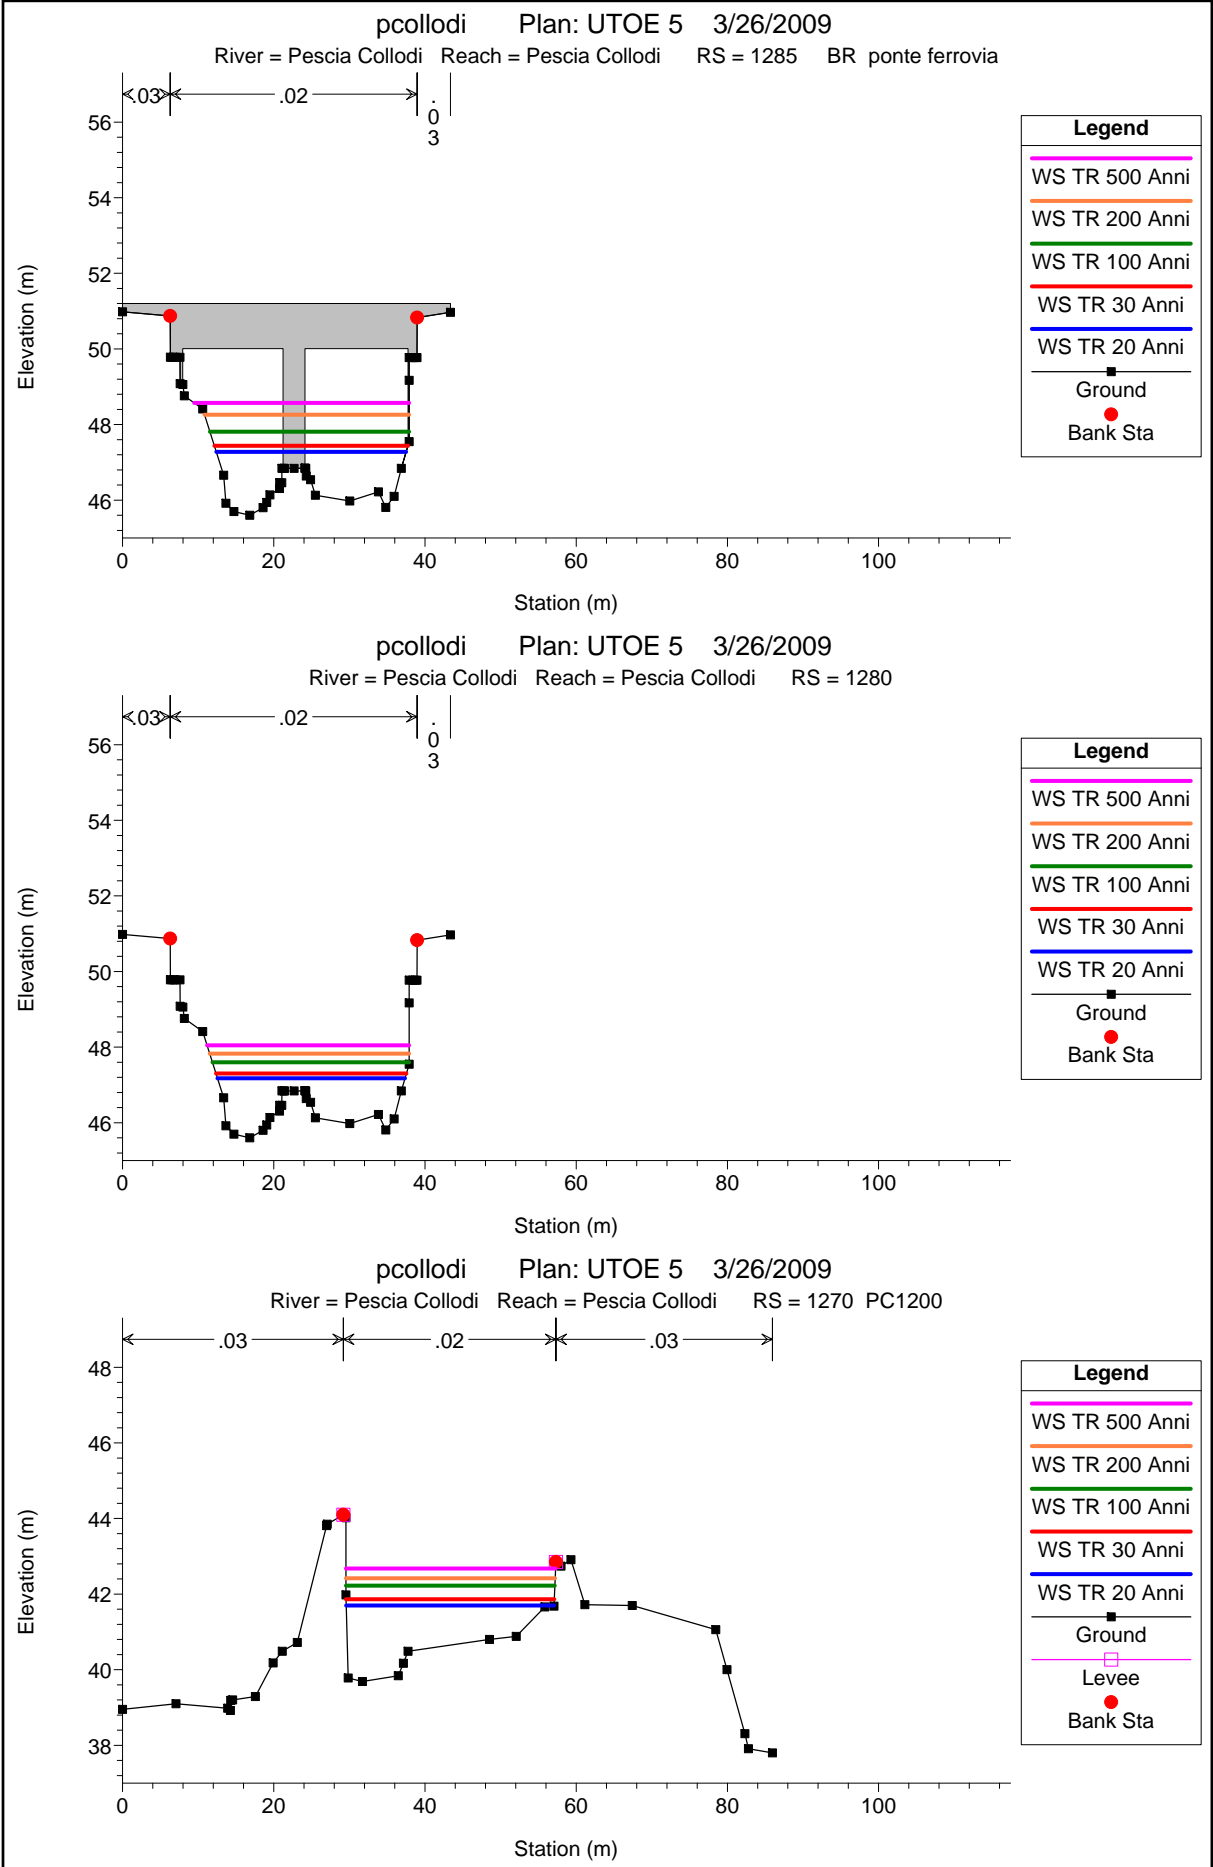 pcollodi Plan: UTOE 5 3/26/2009
River = Pescia Collodi Reach = Pescia Collodi RS = 1285 BR ponte ferrovia
.03 .02 .03
56
54
52
50
48
46
Elevation (m)
0 20 40 60 80 100
Station (m)
Legend
WS TR 500 Anni
WS TR 200 Anni
WS TR 100 Anni
WS TR 30 Anni
WS TR 20 Anni
Ground
Bank Sta
pcollodi Plan: UTOE 5 3/26/2009
River = Pescia Collodi Reach = Pescia Collodi RS = 1280
.03 .02 .03
56
54
52
50
48
46
Elevation (m)
0 20 40 60 80 100
Station (m)
Legend
WS TR 500 Anni
WS TR 200 Anni
WS TR 100 Anni
WS TR 30 Anni
WS TR 20 Anni
Ground
Bank Sta
pcollodi Plan: UTOE 5 3/26/2009
River = Pescia Collodi Reach = Pescia Collodi RS = 1270 PC1200
.03 .02 .03
48
46
44
42
40
38
Elevation (m)
0 20 40 60 80 100
Station (m)
Legend
WS TR 500 Anni
WS TR 200 Anni
WS TR 100 Anni
WS TR 30 Anni
WS TR 20 Anni
Ground
Levee
Bank Sta